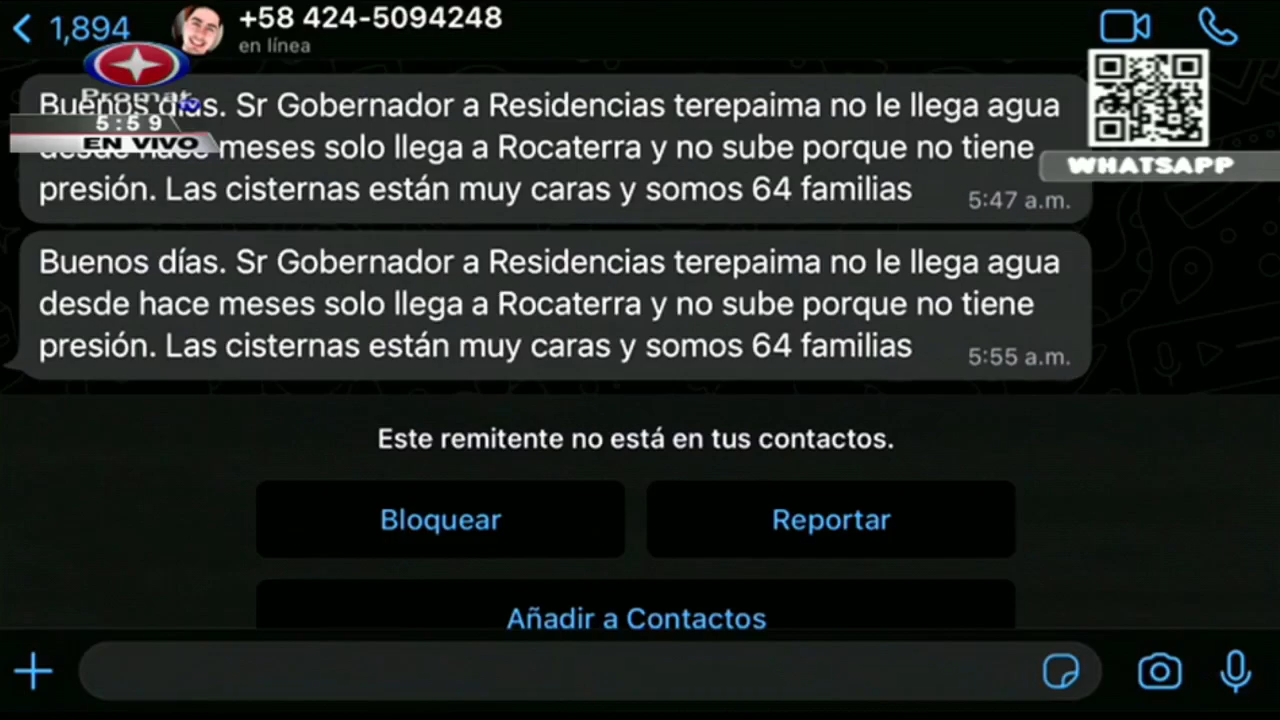 1,894
+58 424-5094248
en línea
Promar TV
5:59
EN VIVO
WHATSAPP
Buenos días. Sr Gobernador a Residencias terepaima no le llega agua
desde hace meses solo llega a Rocaterra y no sube porque no tiene
presión. Las cisternas están muy caras y somos 64 familias
5:47 a.m.
Buenos días. Sr Gobernador a Residencias terepaima no le llega agua
desde hace meses solo llega a Rocaterra y no sube porque no tiene
presión. Las cisternas están muy caras y somos 64 familias
5:55 a.m.
Este remitente no está en tus contactos.
Bloquear
Reportar
Añadir a Contactos